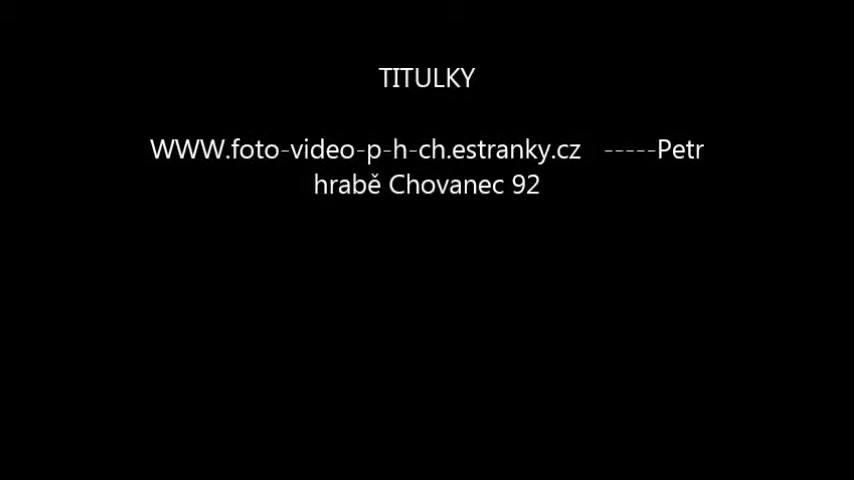 TITULKY
WWW.foto-video-p-h-ch.estranky.cz   -----Petr
hrabě Chovanec 92